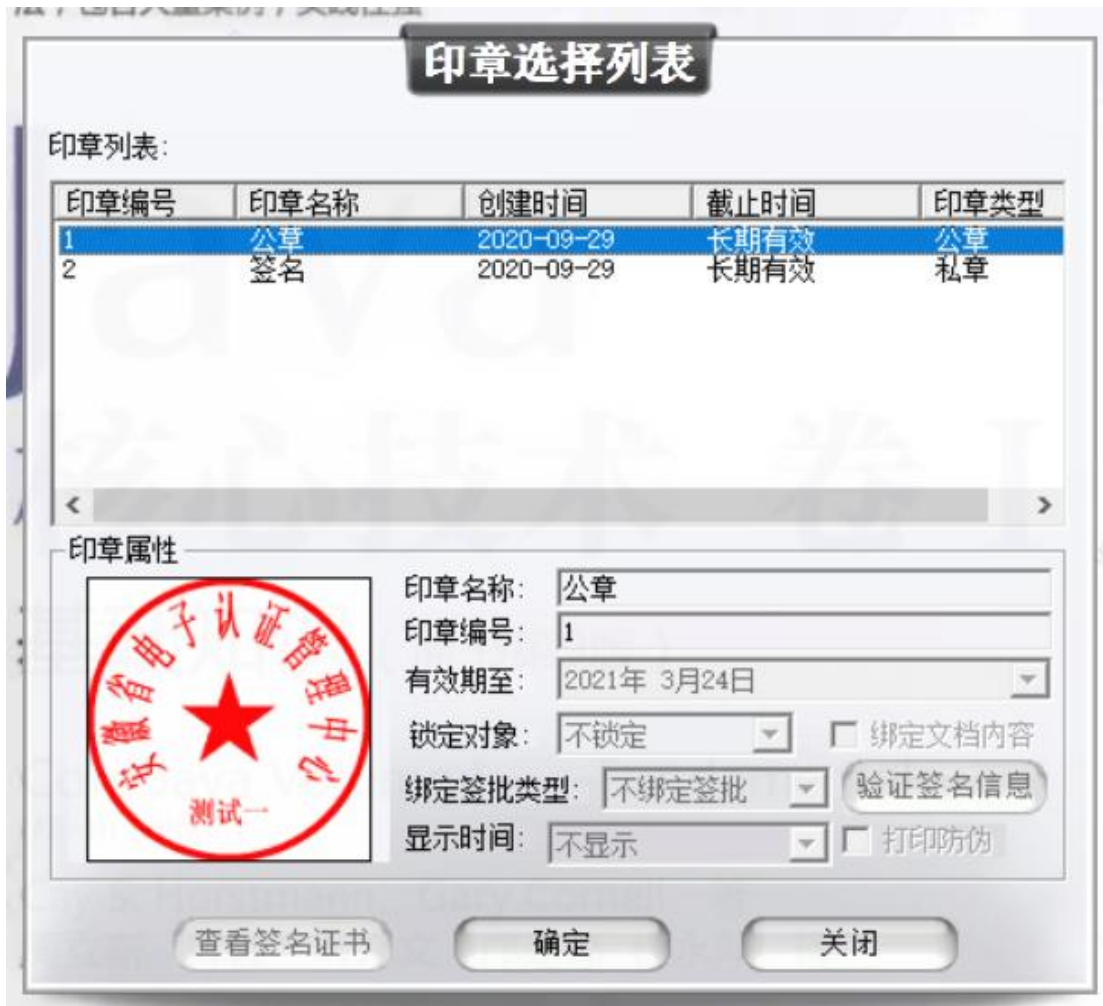 印章选择列表
印章列表:
印章编号 印章名称 创建时间 截止时间 印章类型
1 公章 2020-09-29 长期有效 公章
2 签名 2020-09-29 长期有效 私章
印章属性
安徽省电子认证管理中心
测试一
印章名称: 公章
印章编号: 1
有效期至: 2021年 3月24日
锁定对象: 不锁定 绑定文档内容
绑定签批类型: 不绑定签批 验证签名信息
显示时间: 不显示 打印防伪
查看签名证书 确定 关闭